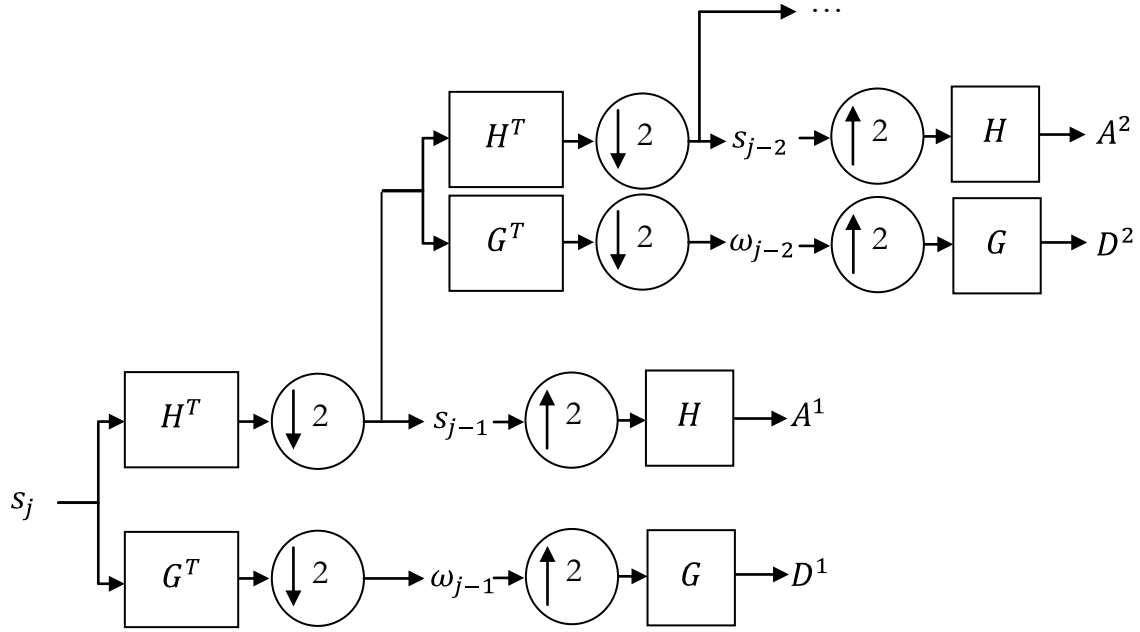 …
H^T 2 s_{j−2} 2 H A^2
G^T 2 ω_{j−2} 2 G D^2
H^T 2 s_{j−1} 2 H A^1
s_j
G^T 2 ω_{j−1} 2 G D^1